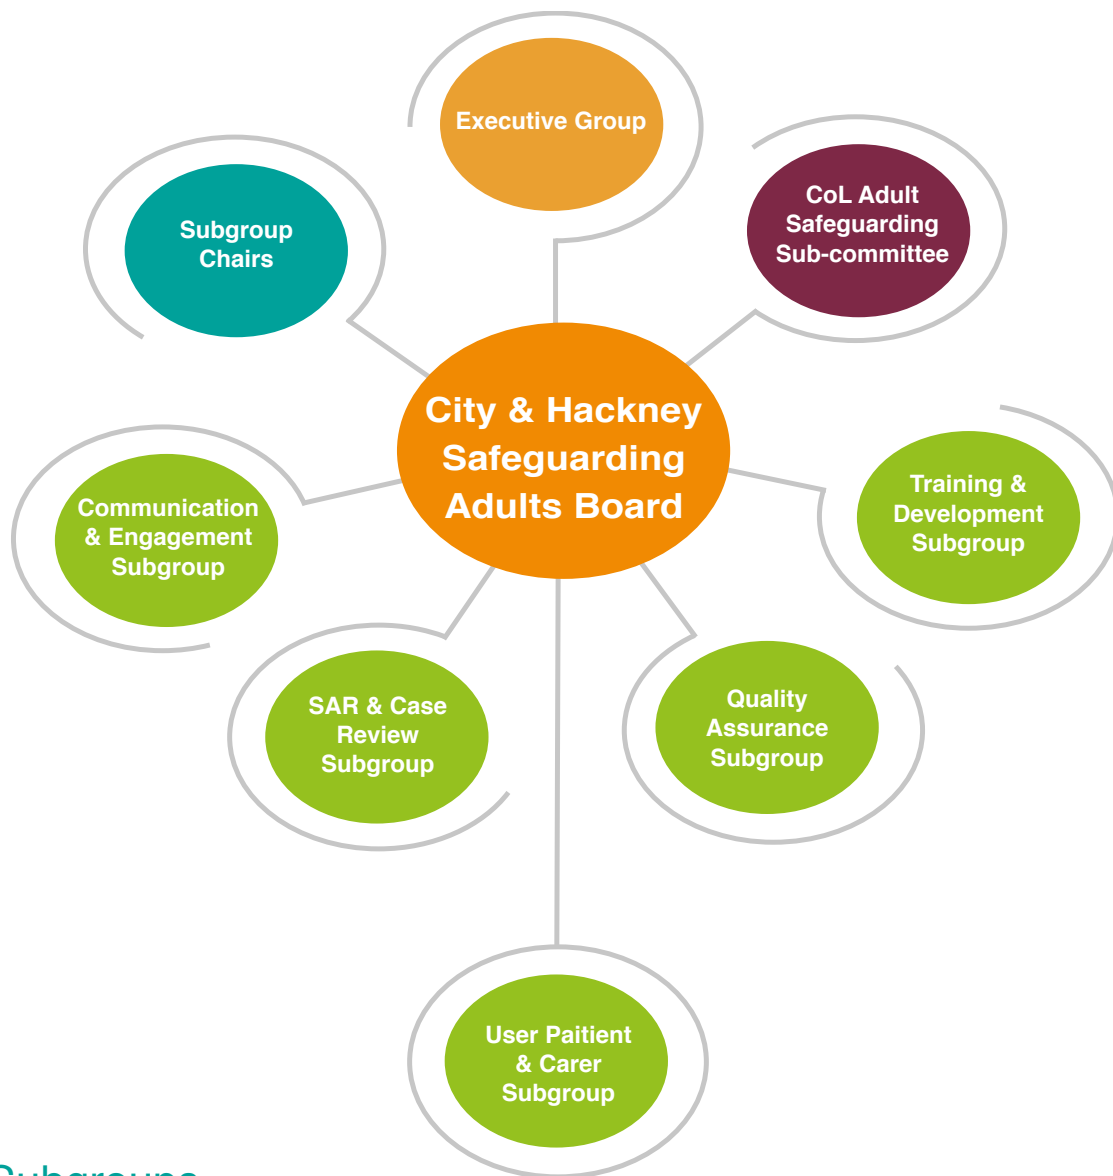 Executive Group
CoL Adult
Safeguarding
Sub-committee
Subgroup
Chairs
City & Hackney
Safeguarding
Adults Board
Training &
Development
Subgroup
Communication
& Engagement
Subgroup
Quality
Assurance
Subgroup
SAR & Case
Review
Subgroup
User Paitient
& Carer
Subgroup
Subgroups